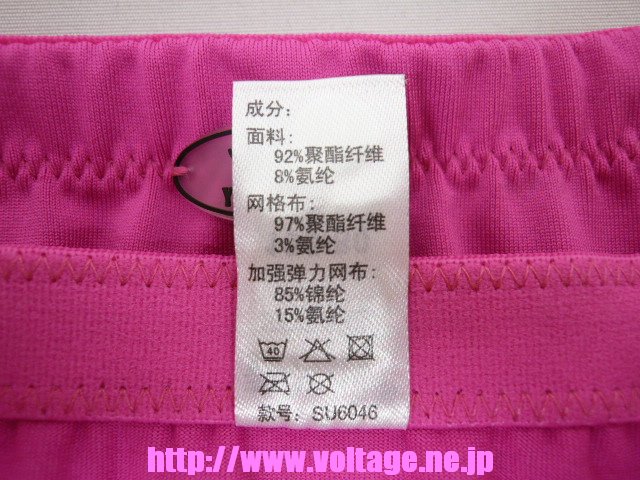 成分：
面料：
92%聚酯纤维
8%氨纶
网格布：
97%聚酯纤维
3%氨纶
加强弹力网布：
85%锦纶
15%氨纶
40
款号：SU6046
http://www.voltage.ne.jp